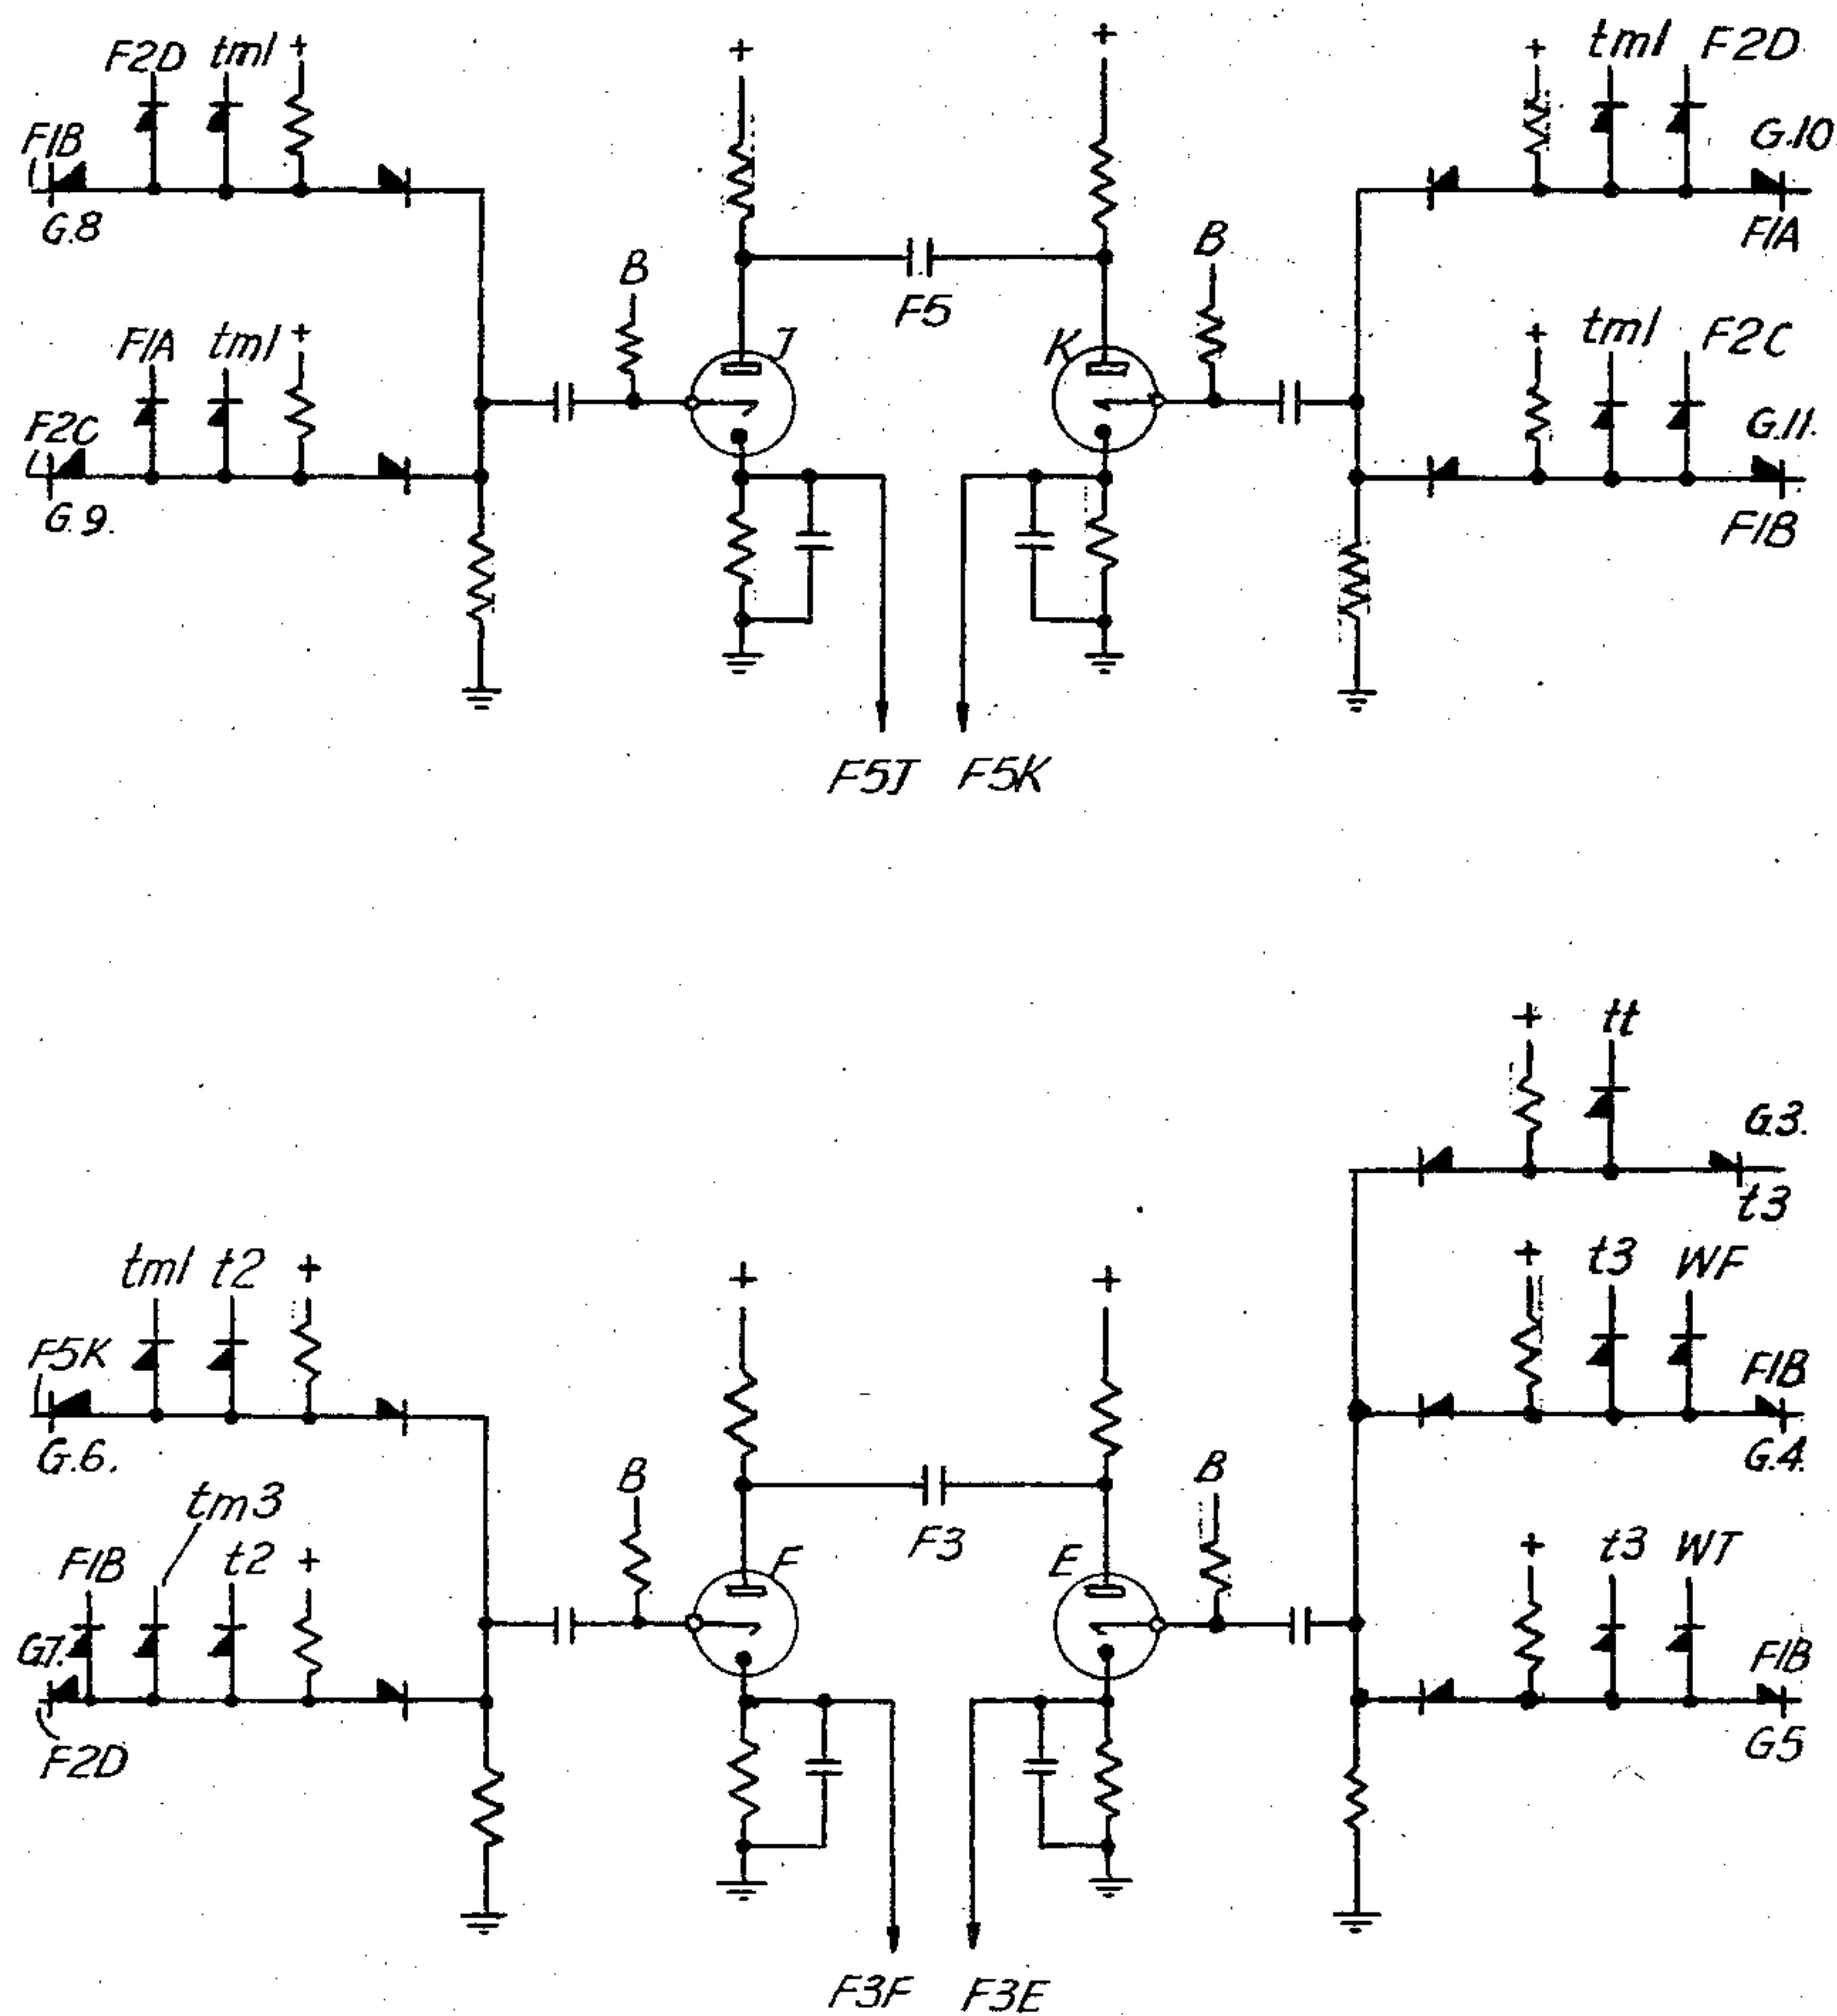 F2D tml +
F1B
G.8
F1A tml +
F2C
G.9.
+
+
B
B
F5
J
K
F5J F5K
+ tml F2D
G.10.
F1A
+ tml F2C
G.11.
F1B
tml t2 +
F5K
G.6.
tm3
F1B t2 +
G7.
F2D
+
+
B
B
F3
F
E
F3F F3E
+ tt
G.3.
t3
+ t3 WF
F1B
G.4.
+ t3 WT
F1B
G5